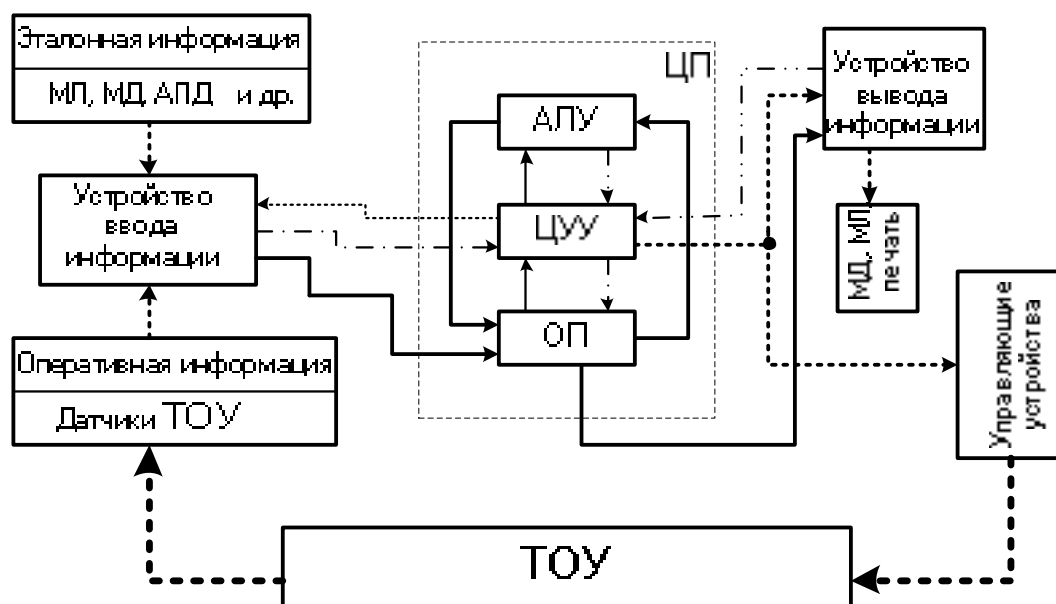 Эталонная информация
МЛ, МД, АПД и др.
Устройство
ввода
информации
Оперативная информация
Датчики ТОУ
ЦП
АЛУ
ЦУУ
ОП
Устройство
вывода
информации
МД, МЛ,
печать
Управляющие
устройства
ТОУ